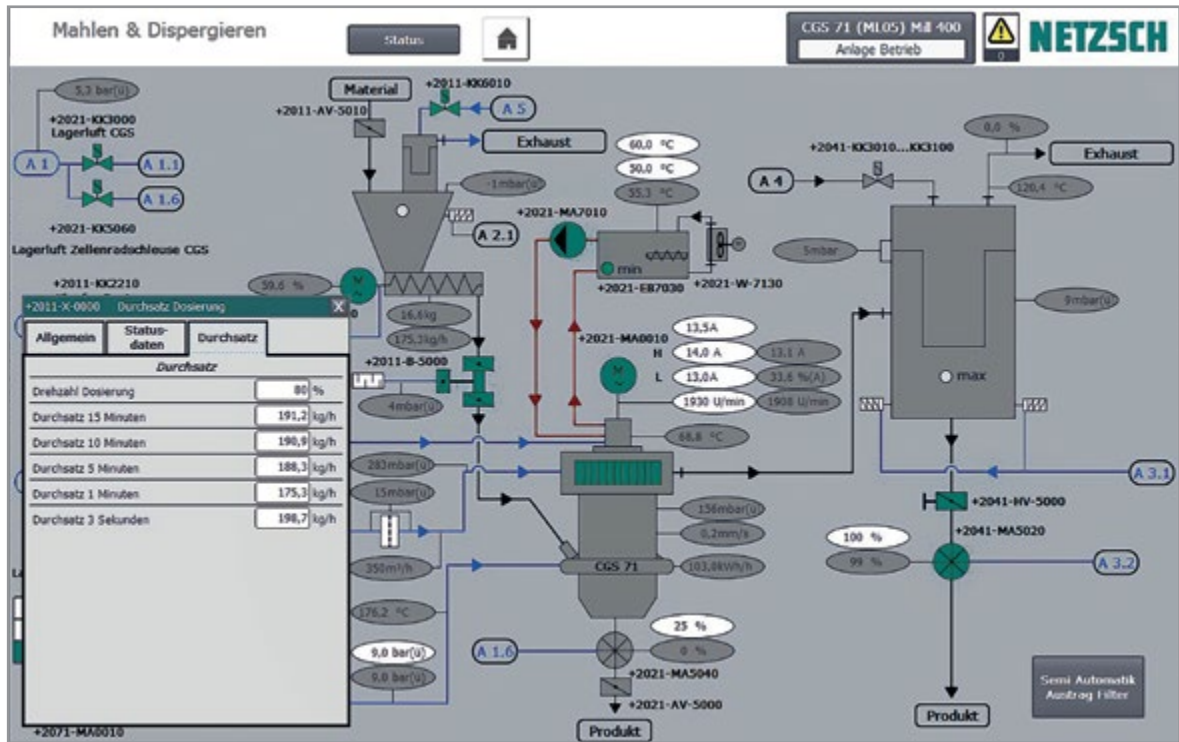 Mahlen & Dispergieren
Status
CGS 71 (ML05) Mill 400
Anlage Betrieb
0
NETZSCH
5,3 bar(ü)
+2021-KK3000
Lagerluft CGS
A 1
A 1.1
A 1.6
+2021-KK5060
Lagerluft Zellenradschleuse CGS
+2011-KK2210
Material
+2011-KK6010
+2011-AV-5010
A 5
Exhaust
-1mbar(ü)
A 2.1
59,6 %
M
16,6kg
175,3kg/h
+2011-B-5000
4mbar(ü)
60,0 °C
50,0 °C
55,3 °C
+2021-MA7010
min
+2021-EB7030
+2021-W-7130
+2021-MA0010
M
13,5A
H
14,0 A
13,1 A
L
13,0A
33,6 %(A)
1930 U/min
1908 U/min
68,8 °C
0,0 %
+2041-KK3010...KK3100
Exhaust
A 4
120,4 °C
5mbar
9mbar(ü)
max
A 3.1
+2041-HV-5000
+2041-MA5020
100 %
99 %
A 3.2
Produkt
Semi Automatik
Austrag Filter
+2011-X-0000 Durchsatz Dosierung X
Allgemein
Status-
daten
Durchsatz
Durchsatz
Drehzahl Dosierung 80 %
Durchsatz 15 Minuten 191,2 kg/h
Durchsatz 10 Minuten 190,9 kg/h
Durchsatz 5 Minuten 188,3 kg/h
Durchsatz 1 Minuten 175,3 kg/h
Durchsatz 3 Sekunden 198,7 kg/h
283mbar(ü)
15mbar(ü)
350m³/h
176,2 °C
9,0 bar(ü)
9,0 bar(ü)
156mbar(ü)
0,2mm/s
CGS 71
103,0kWh/h
25 %
0 %
A 1.6
+2021-MA5040
+2021-AV-5000
Produkt
+2071-MA0010